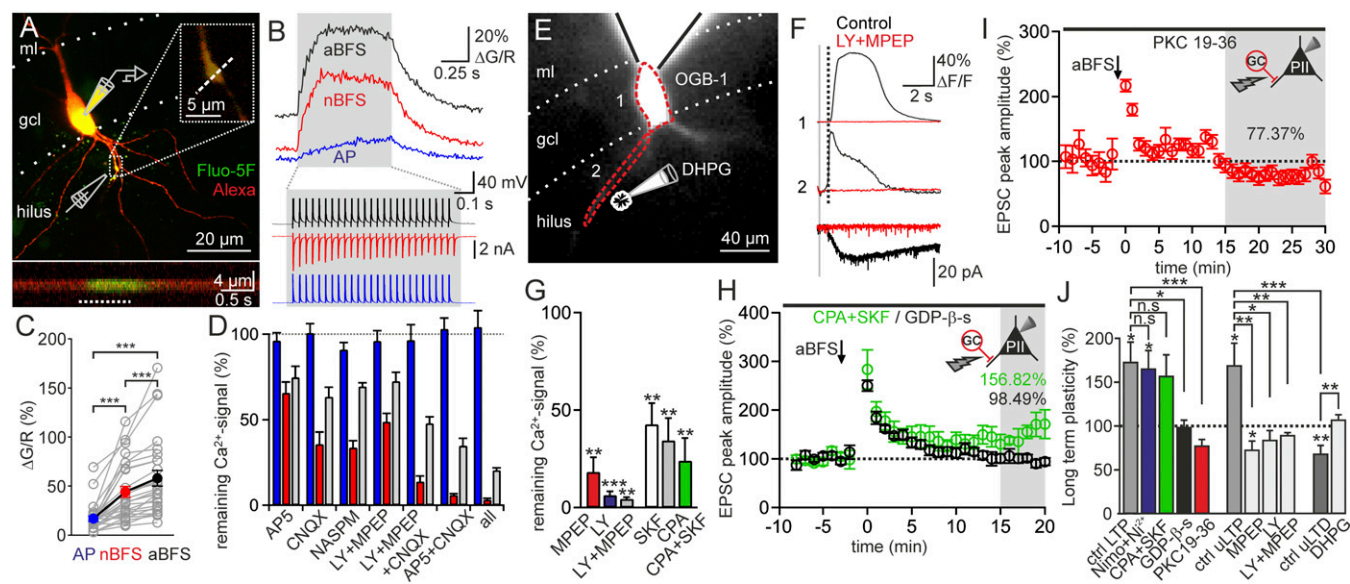 A
ml
gcl
5 µm
Fluo-5F
Alexa
hilus
20 µm
4 µm
0.5 s
B
aBFS
nBFS
AP
20%
ΔG/R
0.25 s
40 mV
0.1 s
2 nA
C
ΔG/R (%)
200
150
100
50
0
***
***
***
AP nBFS aBFS
D
remaining Ca²⁺-signal (%)
100
50
0
AP5
CNQX
NASPM
LY+MPEP
LY+MPEP
+CNQX
AP5+CNQX
all
E
ml
gcl
hilus
1
2
OGB-1
DHPG
40 µm
F
Control
LY+MPEP
40%
ΔF/F
2 s
1
2
20 pA
G
remaining Ca²⁺-signal (%)
50
0
**
***
**
**
**
**
MPEP
LY
LY+MPEP
SKF
CPA
CPA+SKF
H
CPA+SKF / GDP-β-s
EPSC peak amplitude (%)
400
300
200
100
0
aBFS
GC
PII
156.82%
98.49%
-10 -5 0 5 10 15 20
time (min)
I
PKC 19-36
EPSC peak amplitude (%)
300
200
100
0
aBFS
GC
PII
77.37%
-10 -5 0 5 10 15 20 25 30
time (min)
J
Long term plasticity (%)
200
150
100
50
0
***
*
n.s
n.s
*
*
***
**
*
**
*
*
**
**
ctrl LTP
Nimo+Ni²⁺
CPA+SKF
GDP-β-s
PKC19-36
ctrl uLTP
MPEP
LY
LY+MPEP
ctrl uLTD
DHPG